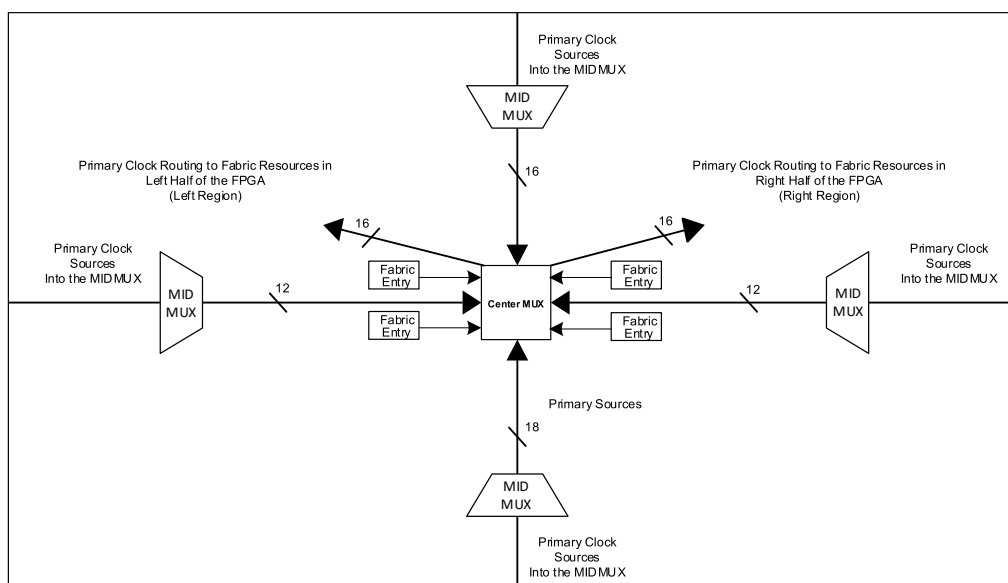 Primary Clock
Sources
Into the MIDMUX
MID
MUX
16
Primary Clock Routing to Fabric Resources in
Left Half of the FPGA
(Left Region)
Primary Clock Routing to Fabric Resources in
Right Half of the FPGA
(Right Region)
16
16
Primary Clock
Sources
Into the MIDMUX
MID
MUX
12
Fabric
Entry
Fabric
Entry
Center MUX
Fabric
Entry
Fabric
Entry
12
MID
MUX
Primary Clock
Sources
Into the MIDMUX
Primary Sources
18
MID
MUX
Primary Clock
Sources
Into the MIDMUX